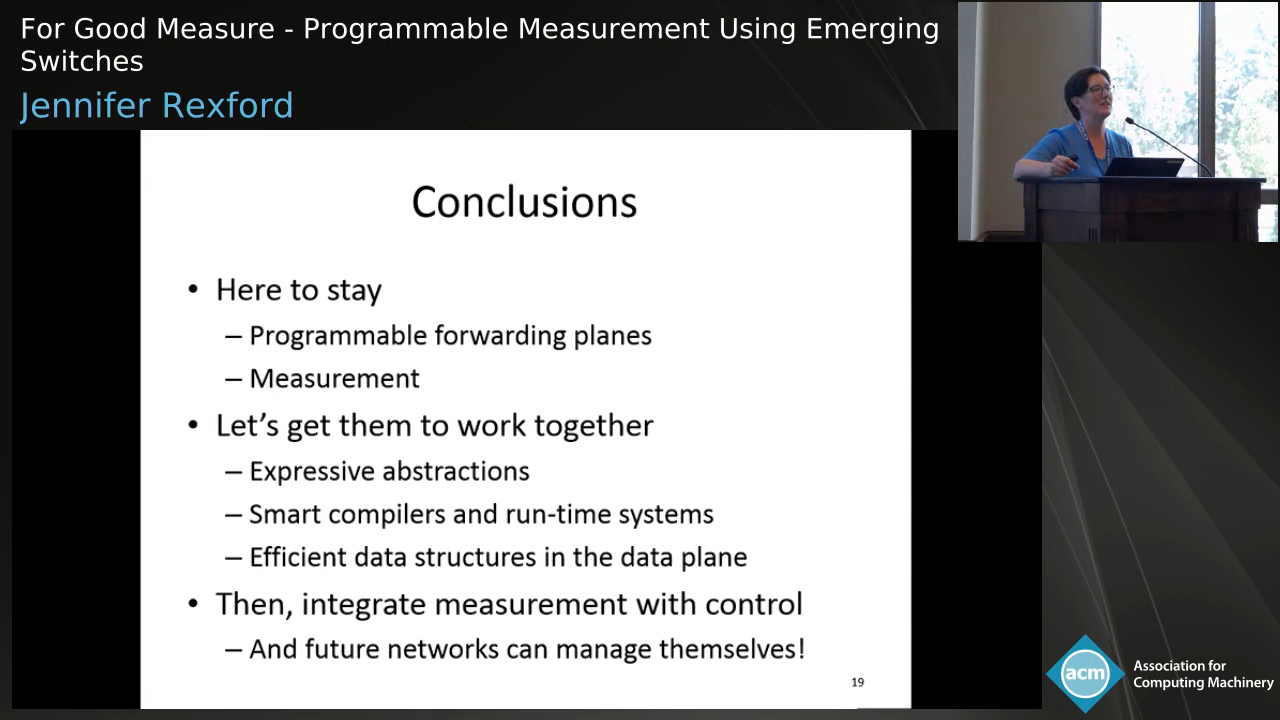 For Good Measure - Programmable Measurement Using Emerging
Switches
Jennifer Rexford
Conclusions
• Here to stay
– Programmable forwarding planes
– Measurement
• Let’s get them to work together
– Expressive abstractions
– Smart compilers and run-time systems
– Efficient data structures in the data plane
• Then, integrate measurement with control
– And future networks can manage themselves!
19
acm
Association for
Computing Machinery